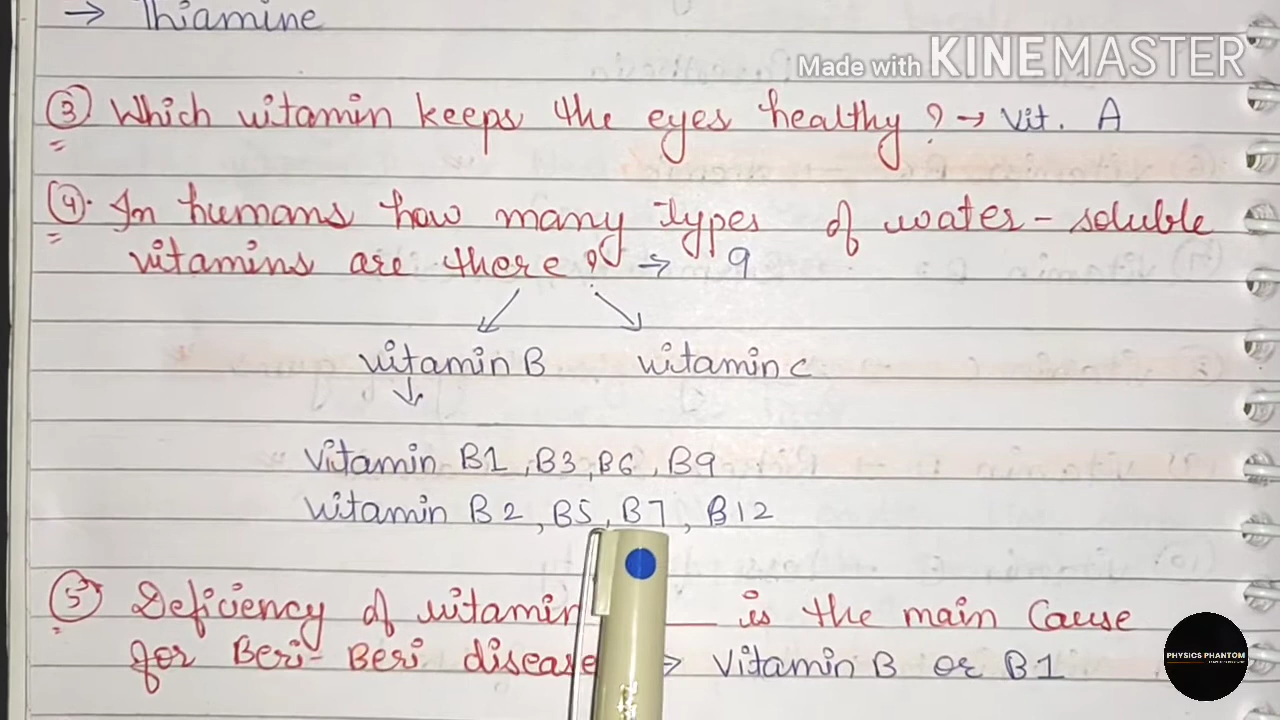 → Thiamine
Made with KINEMASTER
③ Which vitamin keeps the eyes healthy ? → Vit. A
④. In humans how many types of water - soluble
vitamins are there ? → 9
vitamin B vitamin C
Vitamin B1, B3, B6, B9
Vitamin B2, B5, B7, B12
⑤ Deficiency of vitamin ___ is the main Cause
for Beri - Beri disease → Vitamin B or B1
PHYSICS PHANTOM